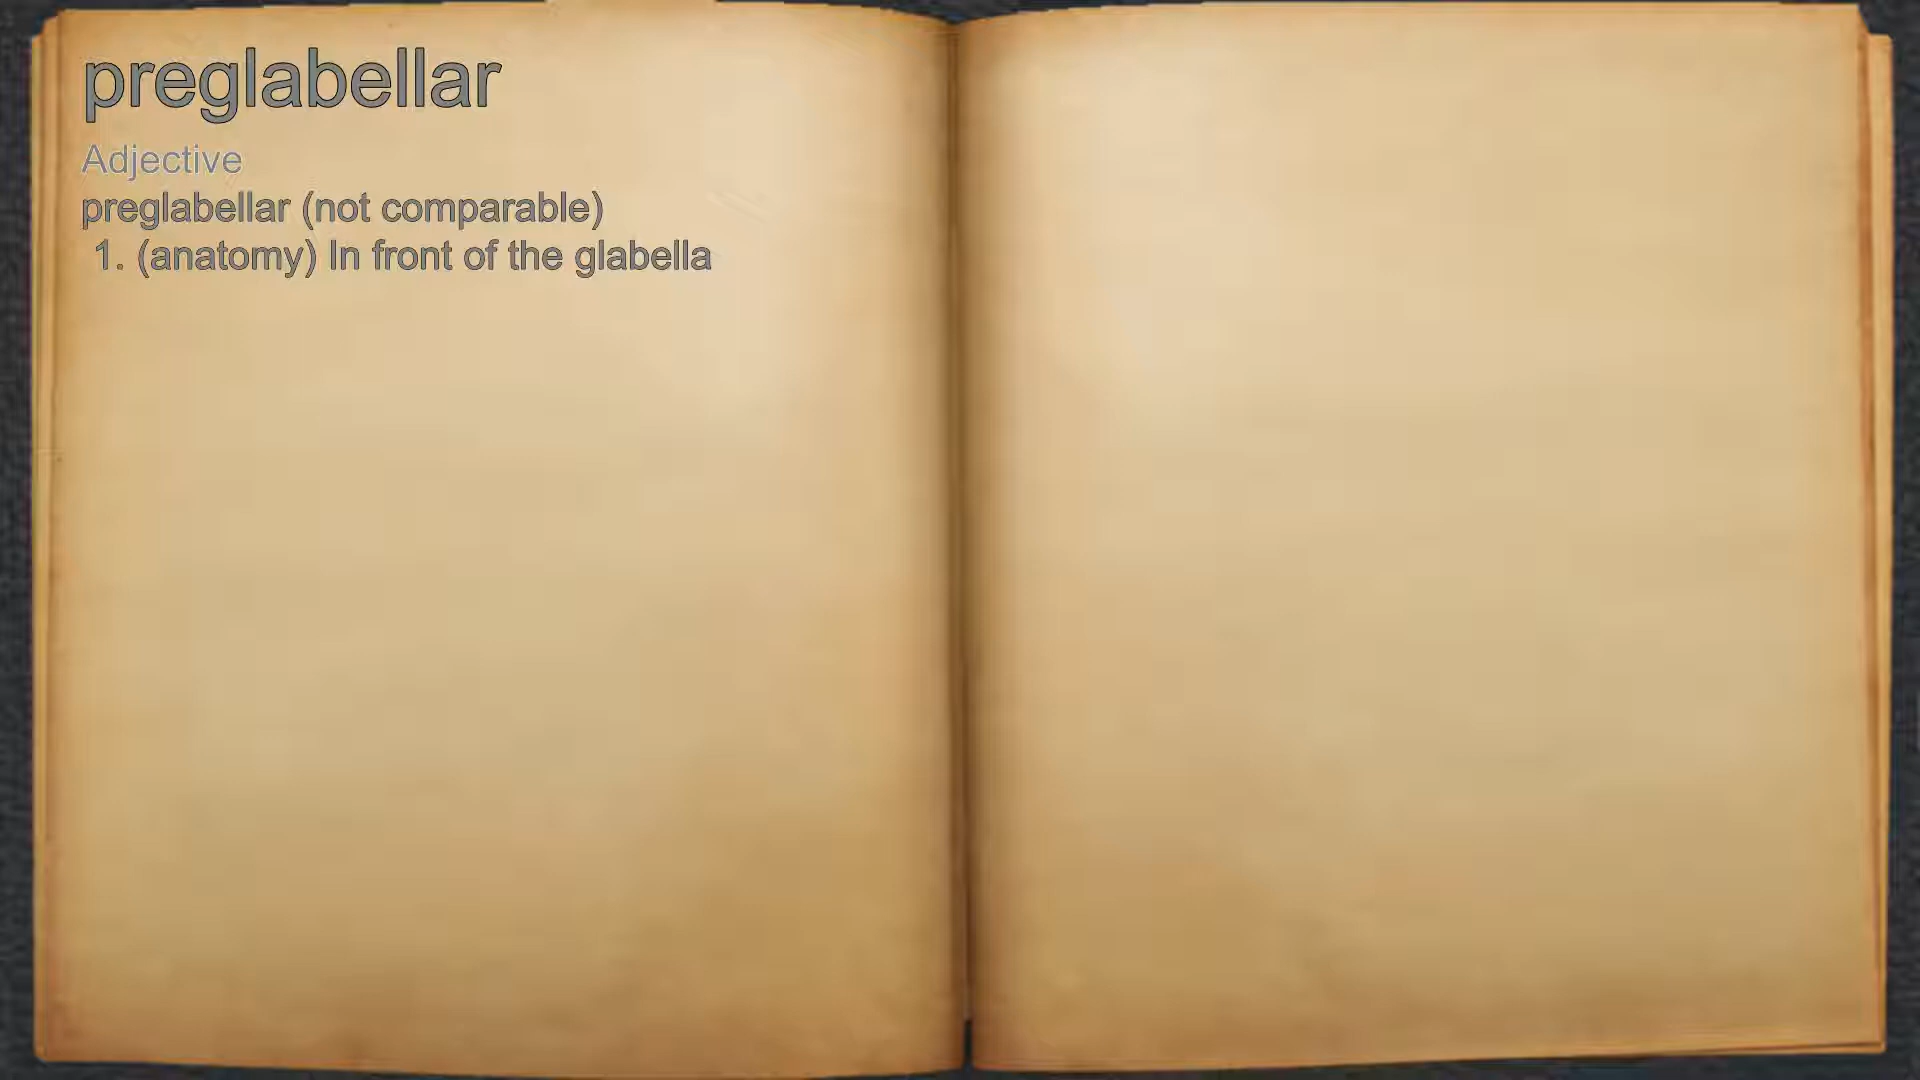 preglabellar
Adjective
preglabellar (not comparable)
1. (anatomy) In front of the glabella